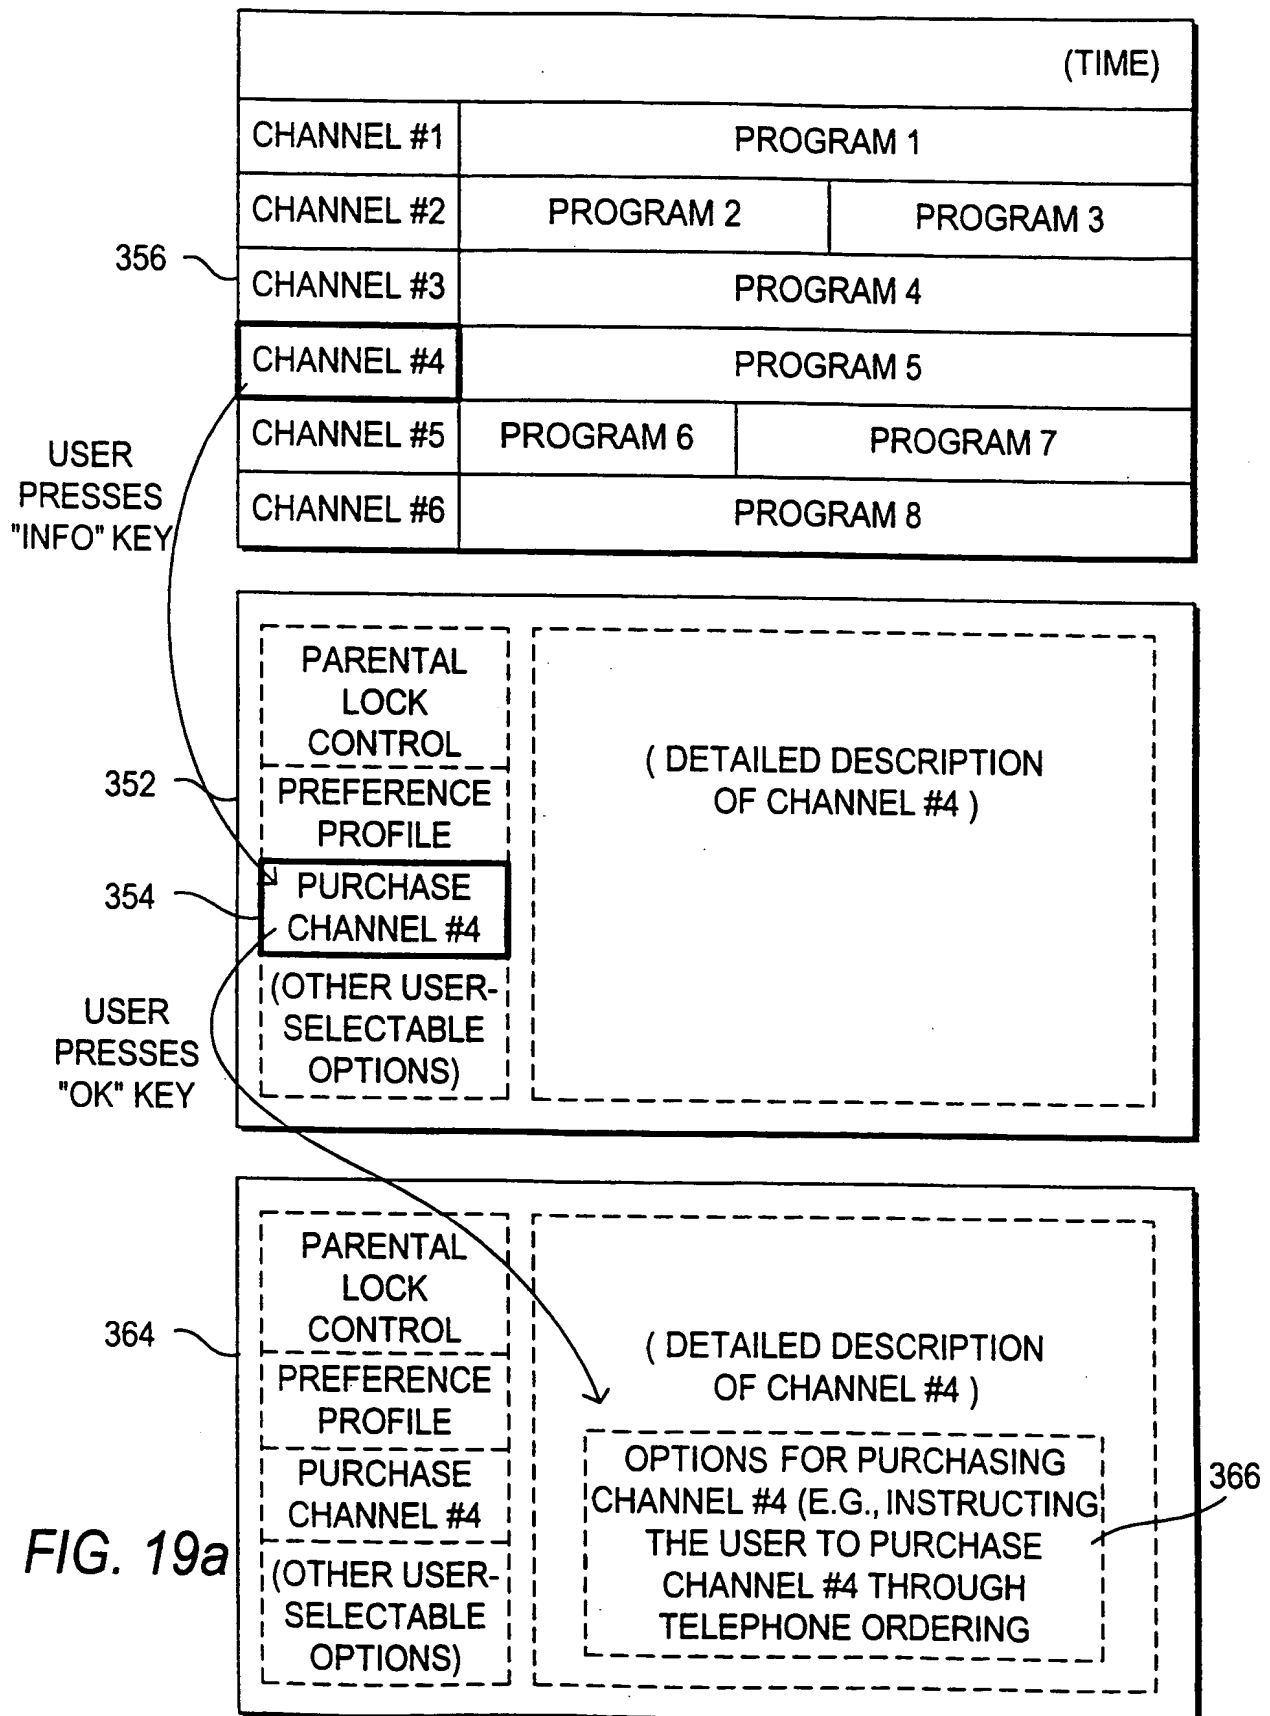 (TIME)
CHANNEL #1 PROGRAM 1
CHANNEL #2 PROGRAM 2 PROGRAM 3
356
CHANNEL #3 PROGRAM 4
CHANNEL #4 PROGRAM 5
CHANNEL #5 PROGRAM 6 PROGRAM 7
CHANNEL #6 PROGRAM 8
USER
PRESSES
"INFO" KEY
352
PARENTAL
LOCK
CONTROL
PREFERENCE
PROFILE
354
PURCHASE
CHANNEL #4
(OTHER USER-
SELECTABLE
OPTIONS)
( DETAILED DESCRIPTION
OF CHANNEL #4 )
USER
PRESSES
"OK" KEY
364
PARENTAL
LOCK
CONTROL
PREFERENCE
PROFILE
PURCHASE
CHANNEL #4
(OTHER USER-
SELECTABLE
OPTIONS)
( DETAILED DESCRIPTION
OF CHANNEL #4 )
OPTIONS FOR PURCHASING
CHANNEL #4 (E.G., INSTRUCTING
THE USER TO PURCHASE
CHANNEL #4 THROUGH
TELEPHONE ORDERING
366
FIG. 19a